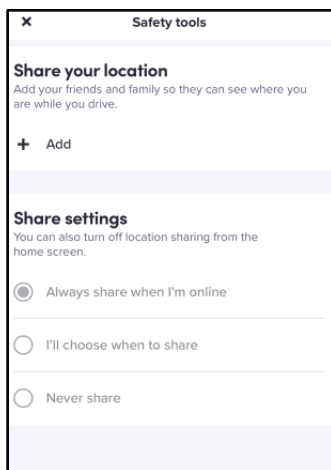 Safety tools
Share your location
Add your friends and family so they can see where you
are while you drive.
+ Add
Share settings
You can also turn off location sharing from the
home screen.
Always share when I'm online
I'll choose when to share
Never share